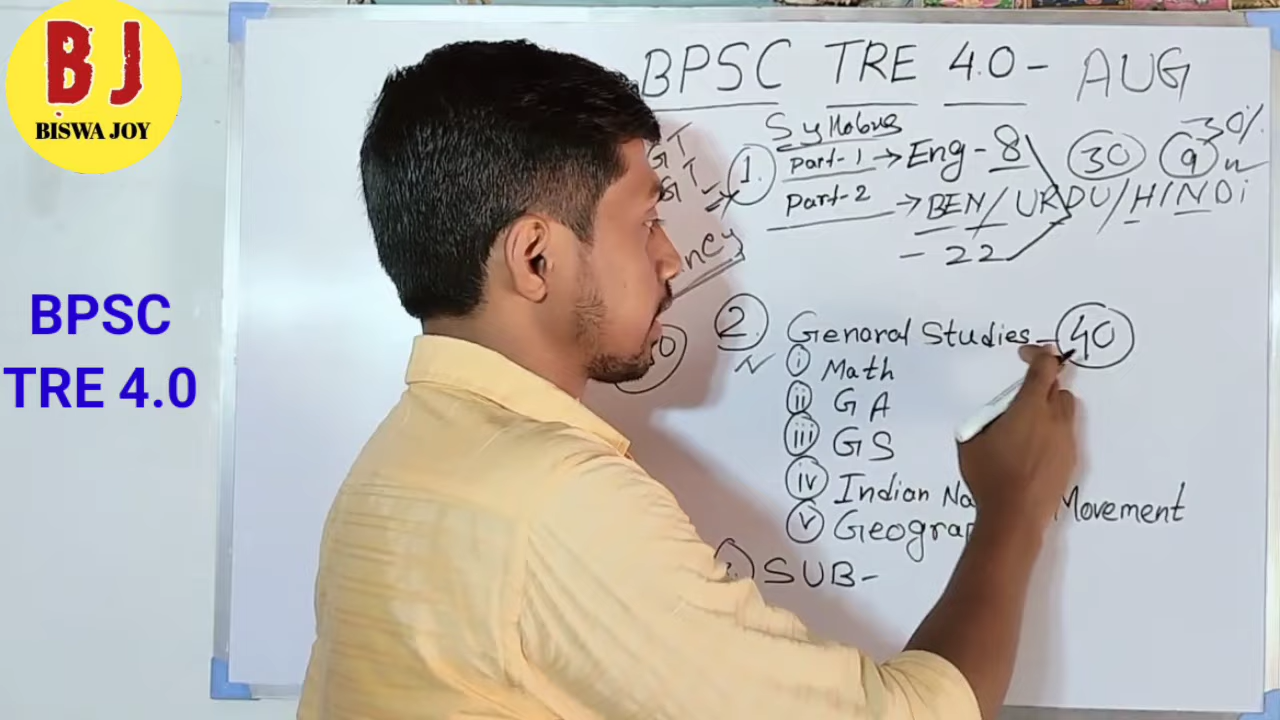 BJ
BISWA JOY
BPSC
TRE 4.0
BPSC TRE 4.0 - AUG
Syllabus
1. Part-1 → Eng - 8 30 9 30%
Part-2 → BEN/URDU/HINDi
- 22
2. Genaral Studies - 40
i Math
ii GA
iii GS
iv Indian Movement
v
SUB-